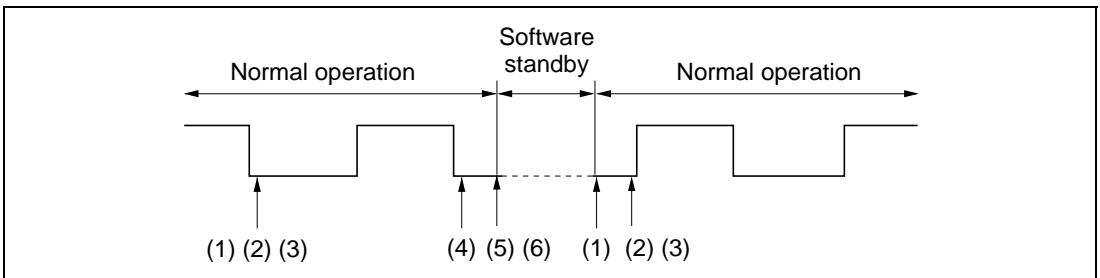 Software
standby
Normal operation
Normal operation
(1) (2) (3)
(4) (5) (6)
(1) (2) (3)